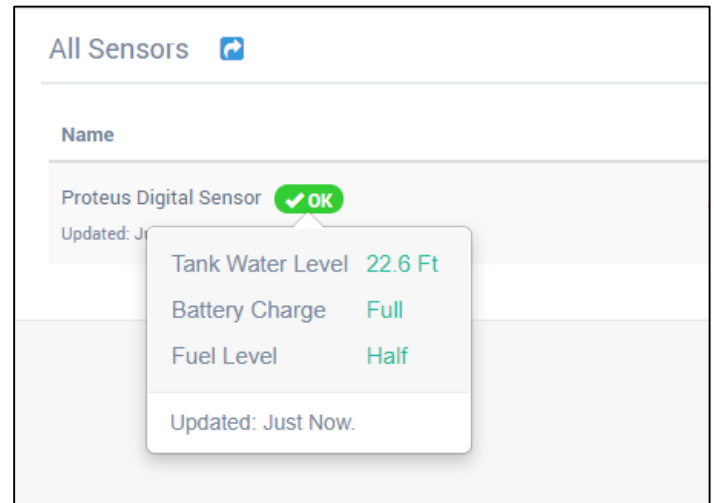 All Sensors
Name
Proteus Digital Sensor OK
Updated:
Tank Water Level 22.6 Ft
Battery Charge Full
Fuel Level Half
Updated: Just Now.